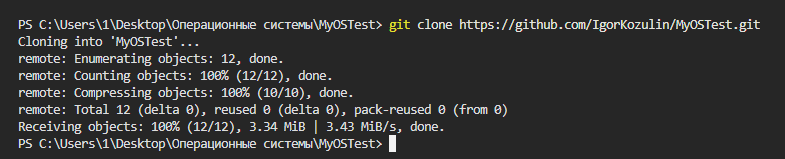 PS C:\Users\1\Desktop\Операционные системы\MyOSTest> git clone https://github.com/IgorKozulin/MyOSTest.git
Cloning into 'MyOSTest'...
remote: Enumerating objects: 12, done.
remote: Counting objects: 100% (12/12), done.
remote: Compressing objects: 100% (10/10), done.
remote: Total 12 (delta 0), reused 0 (delta 0), pack-reused 0 (from 0)
Receiving objects: 100% (12/12), 3.34 MiB | 3.43 MiB/s, done.
PS C:\Users\1\Desktop\Операционные системы\MyOSTest>